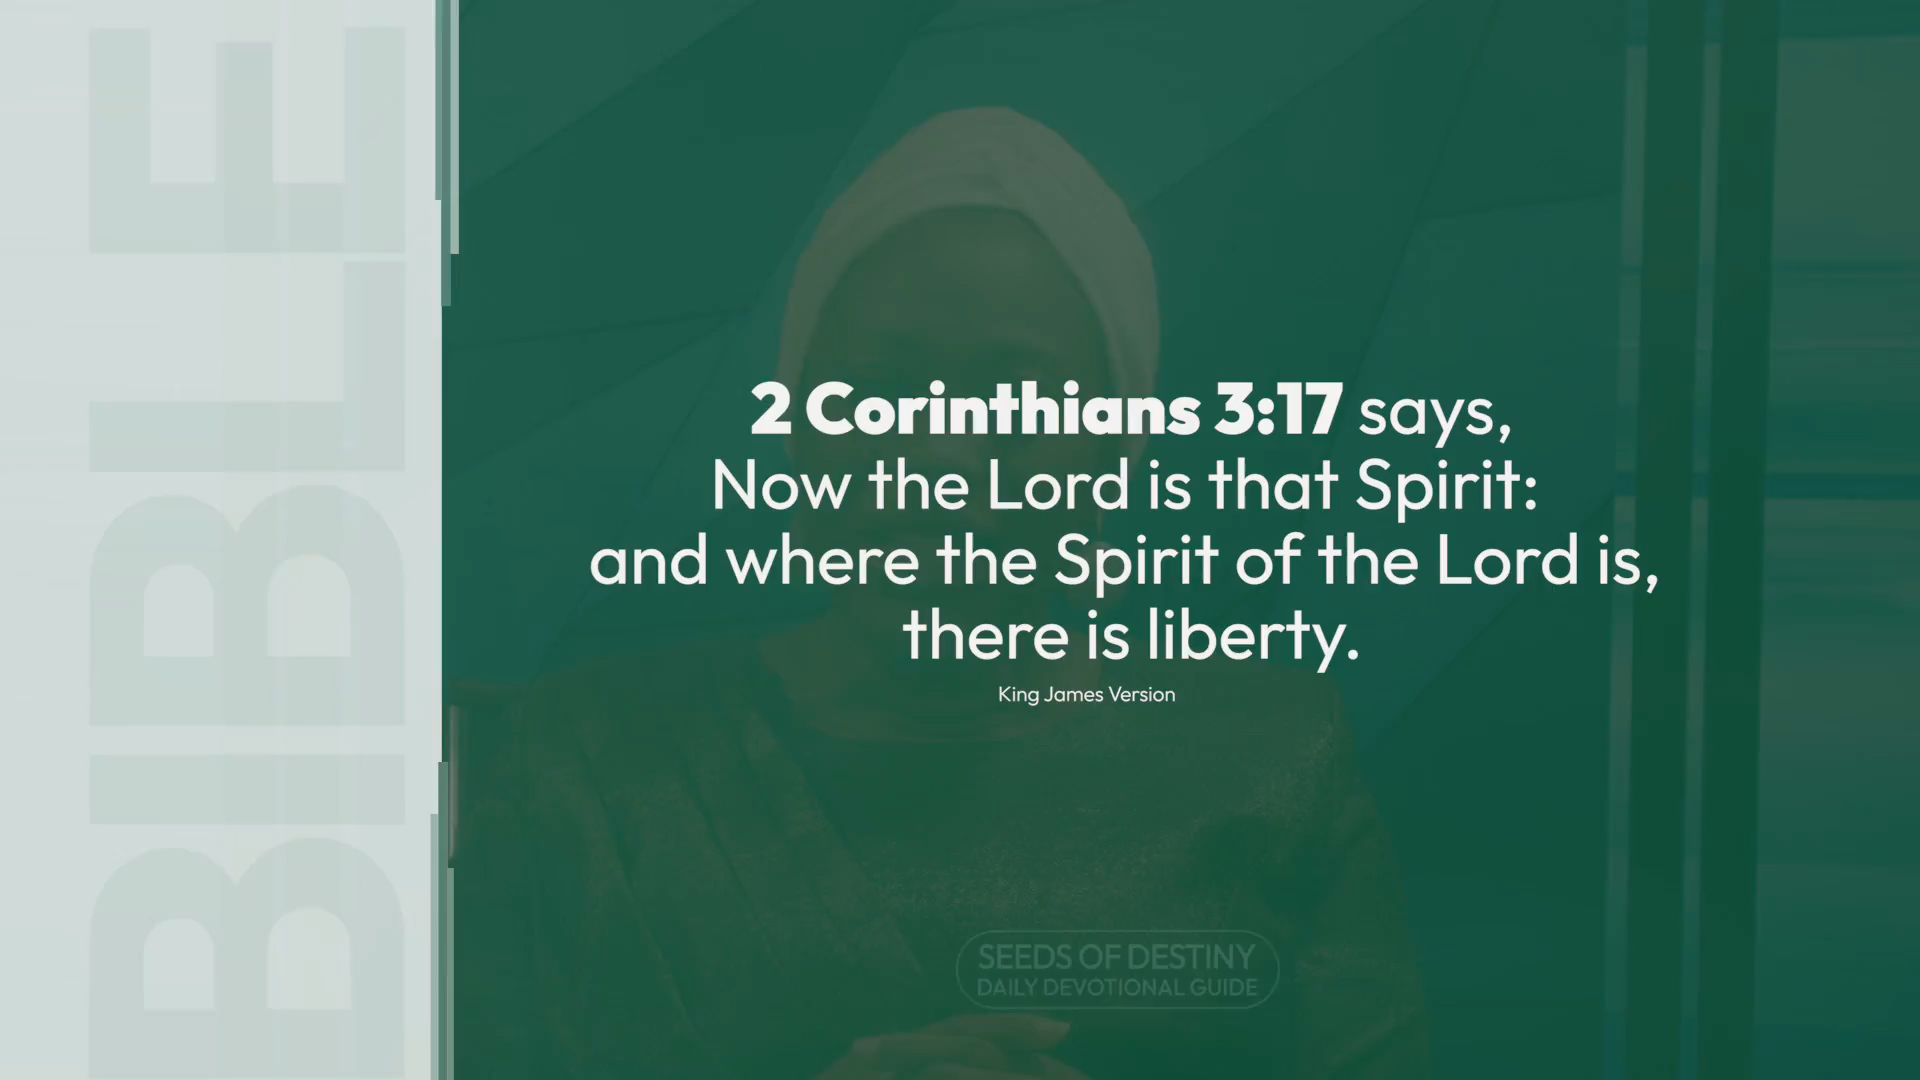 BIBLE
2 Corinthians 3:17 says,
Now the Lord is that Spirit:
and where the Spirit of the Lord is,
there is liberty.
King James Version
SEEDS OF DESTINY
DAILY DEVOTIONAL GUIDE